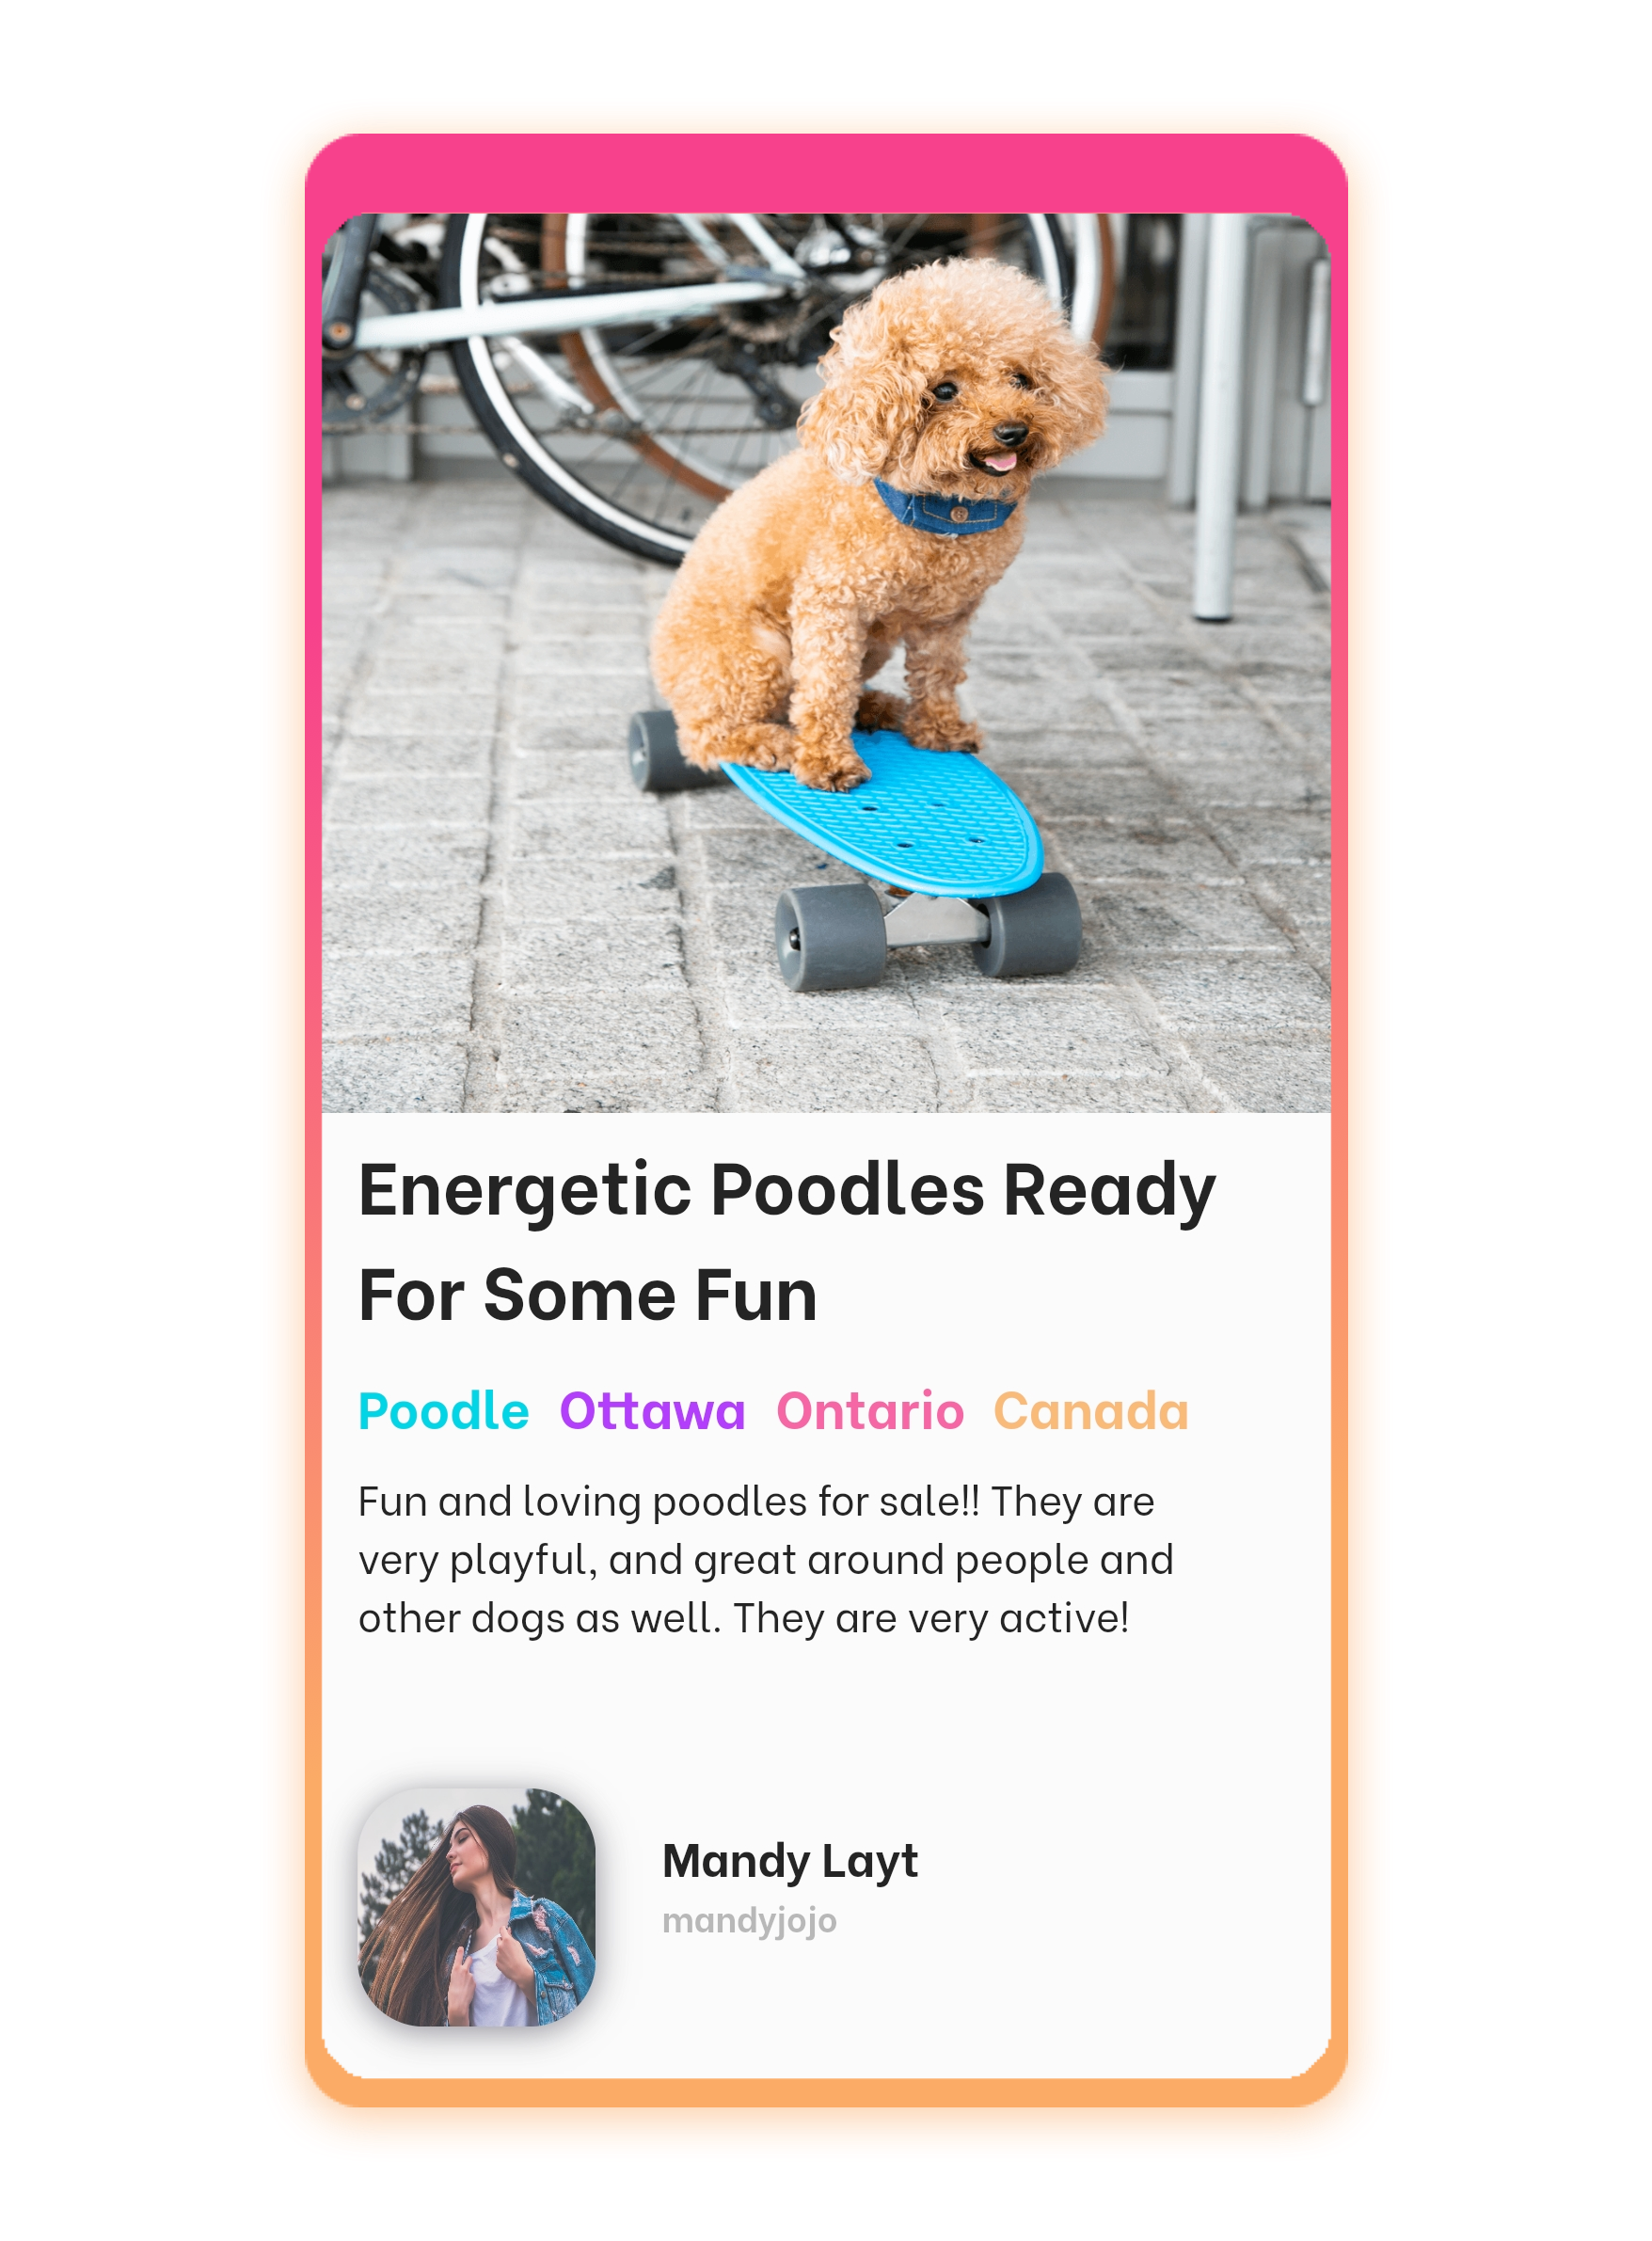 Energetic Poodles Ready
For Some Fun
Poodle Ottawa Ontario Canada
Fun and loving poodles for sale!! They are
very playful, and great around people and
other dogs as well. They are very active!
Mandy Layt
mandyjojo